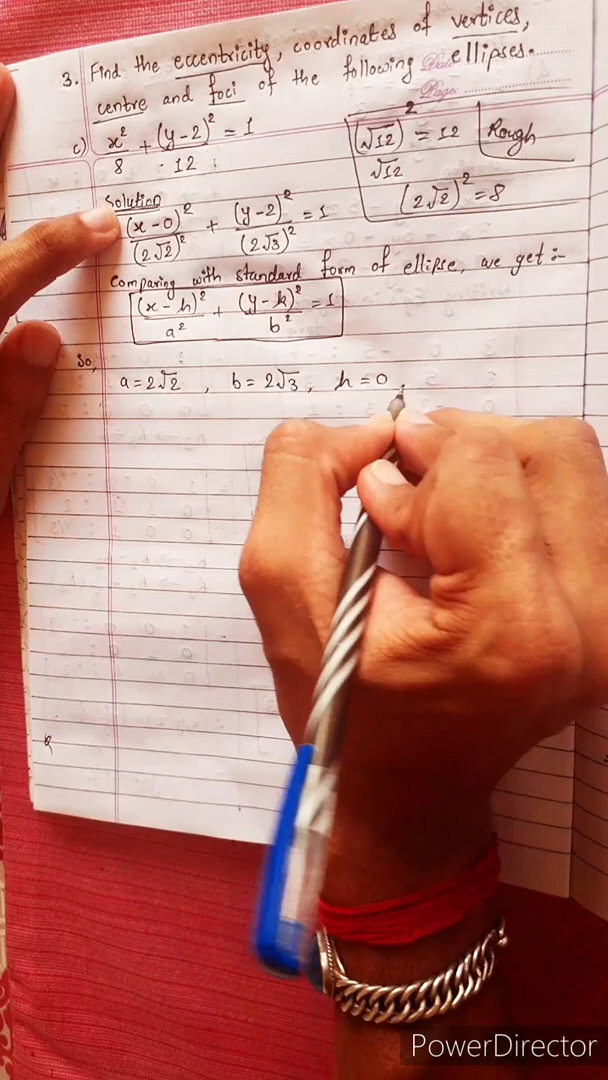 3. Find the eccentricity, coordinates of vertices,
centre and foci of the following ellipses.
Page:
c) x²/8 + (y-2)²/12 = 1
(√12)² = 12
Rough
√12
(2√2)² = 8
Solution
(x-0)²/(2√2)² + (y-2)²/(2√3)² = 1
Comparing with standard form of ellipse, we get :-
(x-h)²/a² + (y-k)²/b² = 1
So,
a = 2√2 , b = 2√3, h = 0 ,
PowerDirector